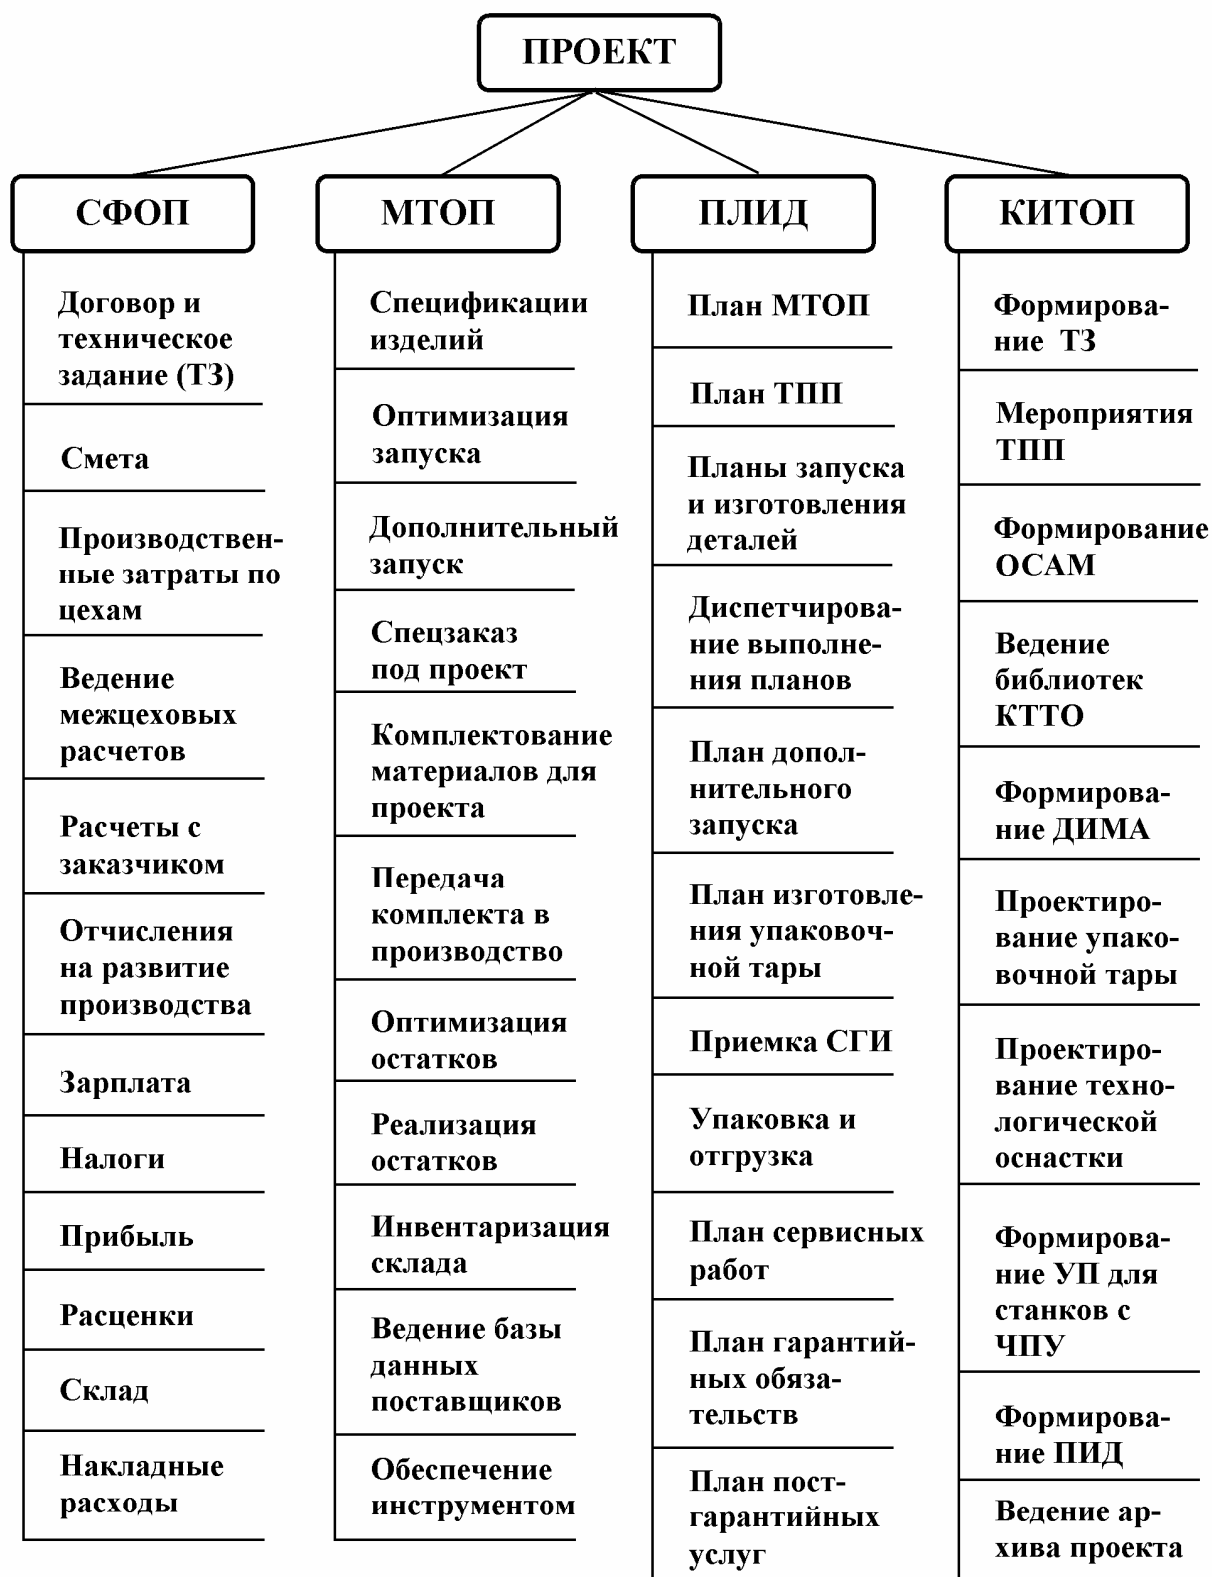 ПРОЕКТ
СФОП
Договор и
техническое
задание (ТЗ)
Смета
Производствен-
ные затраты по
цехам
Ведение
межцеховых
расчетов
Расчеты с
заказчиком
Отчисления
на развитие
производства
Зарплата
Налоги
Прибыль
Расценки
Склад
Накладные
расходы
МТОП
Спецификации
изделий
Оптимизация
запуска
Дополнительный
запуск
Спецзаказ
под проект
Комплектование
материалов для
проекта
Передача
комплекта в
производство
Оптимизация
остатков
Реализация
остатков
Инвентаризация
склада
Ведение базы
данных
поставщиков
Обеспечение
инструментом
ПЛИД
План МТОП
План ТПП
Планы запуска
и изготовления
деталей
Диспетчирова-
ние выполне-
ния планов
План допол-
нительного
запуска
План изготовле-
ния упаковоч-
ной тары
Приемка СГИ
Упаковка и
отгрузка
План сервисных
работ
План гарантий-
ных обяза-
тельств
План пост-
гарантийных
услуг
КИТОП
Формирова-
ние ТЗ
Мероприятия
ТПП
Формирование
ОСАМ
Ведение
библиотек
КТТО
Формирова-
ние ДИМА
Проектиро-
вание упако-
вочной тары
Проектиро-
вание техно-
логической
оснастки
Формирова-
ние УП для
станков с
ЧПУ
Формирова-
ние ПИД
Ведение ар-
хива проекта